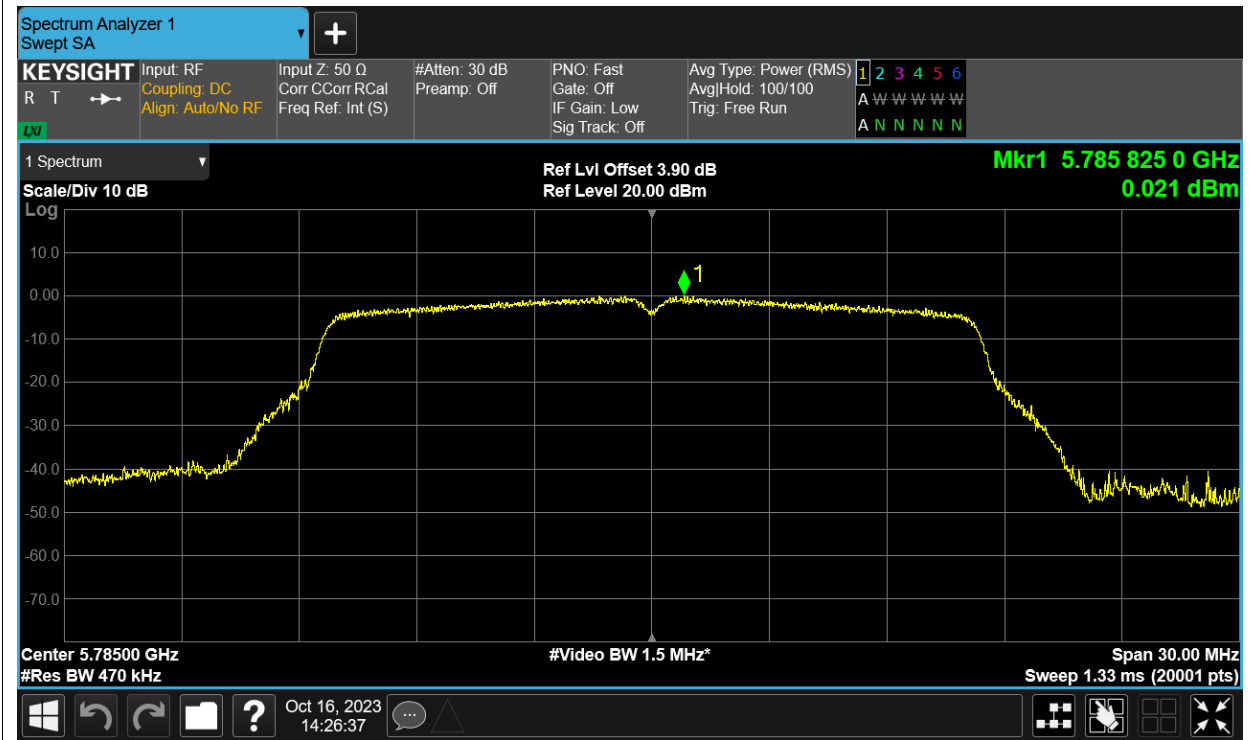 Spectrum Analyzer 1
Swept SA
KEYSIGHT
R T
LXI
Input: RF
Coupling: DC
Align: Auto/No RF
Input Z: 50 Ω
Corr CCorr RCal
Freq Ref: Int (S)
#Atten: 30 dB
Preamp: Off
PNO: Fast
Gate: Off
IF Gain: Low
Sig Track: Off
Avg Type: Power (RMS)
Avg|Hold: 100/100
Trig: Free Run
1 2 3 4 5 6
A W W W W W
A N N N N N
1 Spectrum
Scale/Div 10 dB
Log
Ref Lvl Offset 3.90 dB
Ref Level 20.00 dBm
Mkr1 5.785 825 0 GHz
0.021 dBm
1
10.0
0.00
-10.0
-20.0
-30.0
-40.0
-50.0
-60.0
-70.0
Center 5.78500 GHz
#Res BW 470 kHz
#Video BW 1.5 MHz*
Span 30.00 MHz
Sweep 1.33 ms (20001 pts)
?
Oct 16, 2023
14:26:37